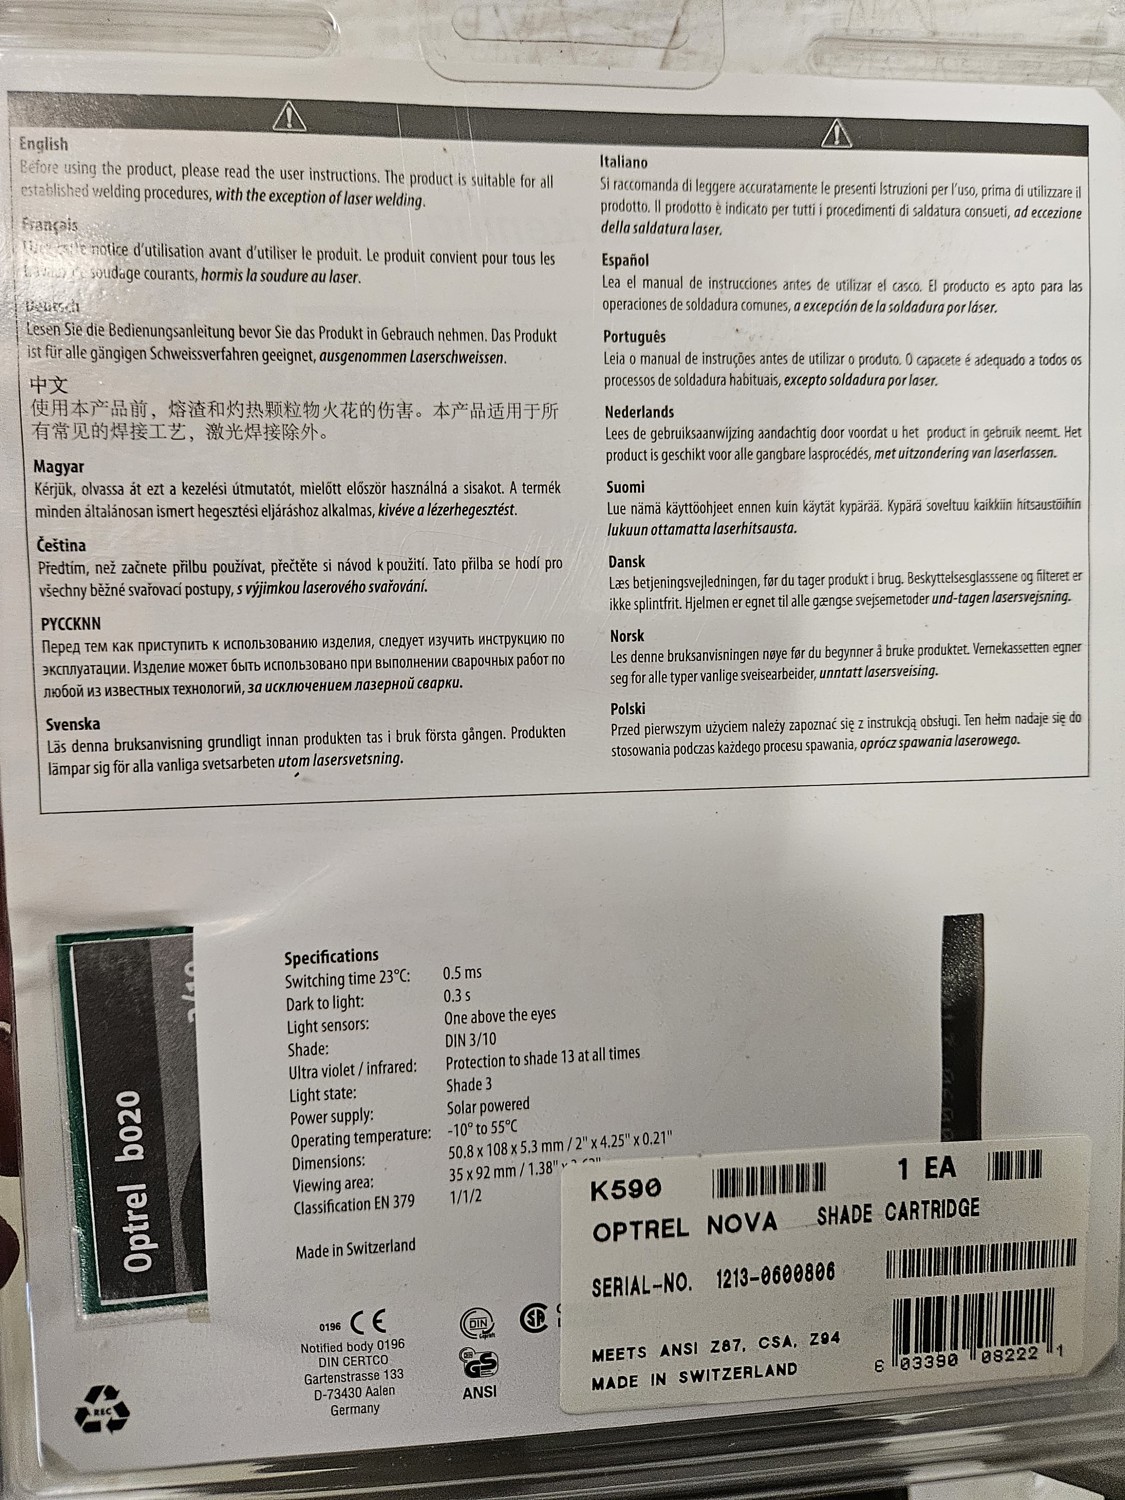 English
Before using the product, please read the user instructions. The product is suitable for all
established welding procedures, with the exception of laser welding.
Français
notice d'utilisation avant d'utiliser le produit. Le produit convient pour tous les
soudage courants, hormis la soudure au laser.
Deutsch
Lesen Sie die Bedienungsanleitung bevor Sie das Produkt in Gebrauch nehmen. Das Produkt
ist für alle gängigen Schweissverfahren geeignet, ausgenommen Laserschweissen.
中文
使用本产品前，熔渣和灼热颗粒物火花的伤害。本产品适用于所
有常见的焊接工艺，激光焊接除外。
Magyar
Kérjük, olvassa át ezt a kezelési útmutatót, mielőtt először használná a sisakot. A termék
minden általánosan ismert hegesztési eljáráshoz alkalmas, kivéve a lézerhegesztést.
Čeština
Předtím, než začnete přilbu používat, přečtěte si návod k použití. Tato přilba se hodí pro
všechny běžné svařovací postupy, s výjimkou laserového svařování.
РУССКNN
Перед тем как приступить к использованию изделия, следует изучить инструкцию по
эксплуатации. Изделие может быть использовано при выполнении сварочных работ по
любой из известных технологий, за исключением лазерной сварки.
Svenska
Läs denna bruksanvisning grundligt innan produkten tas i bruk första gången. Produkten
lämpar sig för alla vanliga svetsarbeten utom lasersvetsning.
Italiano
Si raccomanda di leggere accuratamente le presenti Istruzioni per l'uso, prima di utilizzare il
prodotto. Il prodotto è indicato per tutti i procedimenti di saldatura consueti, ad eccezione
della saldatura laser.
Español
Lea el manual de instrucciones antes de utilizar el casco. El producto es apto para las
operaciones de soldadura comunes, a excepción de la soldadura por láser.
Português
Leia o manual de instruções antes de utilizar o produto. O capacete é adequado a todos os
processos de soldadura habituais, excepto soldadura por laser.
Nederlands
Lees de gebruiksaanwijzing aandachtig door voordat u het product in gebruik neemt. Het
product is geschikt voor alle gangbare lasprocédés, met uitzondering van laserlassen.
Suomi
Lue nämä käyttöohjeet ennen kuin käytät kypärää. Kypärä soveltuu kaikkiin hitsaustöihin
lukuun ottamatta laserhitsausta.
Dansk
Læs betjeningsvejledningen, før du tager produkt i brug. Beskyttelsesglasssene og filteret er
ikke splintfrit. Hjelmen er egnet til alle gængse svejsemetoder und-tagen lasersvejsning.
Norsk
Les denne bruksanvisningen nøye før du begynner å bruke produktet. Vernekassetten egner
seg for alle typer vanlige sveisearbeider, unntatt lasersveising.
Polski
Przed pierwszym użyciem należy zapoznać się z instrukcją obsługi. Ten hełm nadaje się do
stosowania podczas każdego procesu spawania, oprócz spawania laserowego.
Optrel b020
Specifications
Switching time 23°C: 0.5 ms
Dark to light: 0.3 s
Light sensors: One above the eyes
Shade: DIN 3/10
Ultra violet / infrared: Protection to shade 13 at all times
Light state: Shade 3
Power supply: Solar powered
Operating temperature: -10° to 55°C
Dimensions: 50.8 x 108 x 5.3 mm / 2" x 4.25" x 0.21"
Viewing area: 35 x 92 mm / 1.38" x
Classification EN 379 1/1/2
Made in Switzerland
0196 CE
Notified body 0196
DIN CERTCO
Gartenstrasse 133
D-73430 Aalen
Germany
DIN
GS
ANSI
REC
K590 1 EA
OPTREL NOVA SHADE CARTRIDGE
SERIAL-NO. 1213-0600806
MEETS ANSI Z87, CSA, Z94
MADE IN SWITZERLAND
6 03390 08222 1